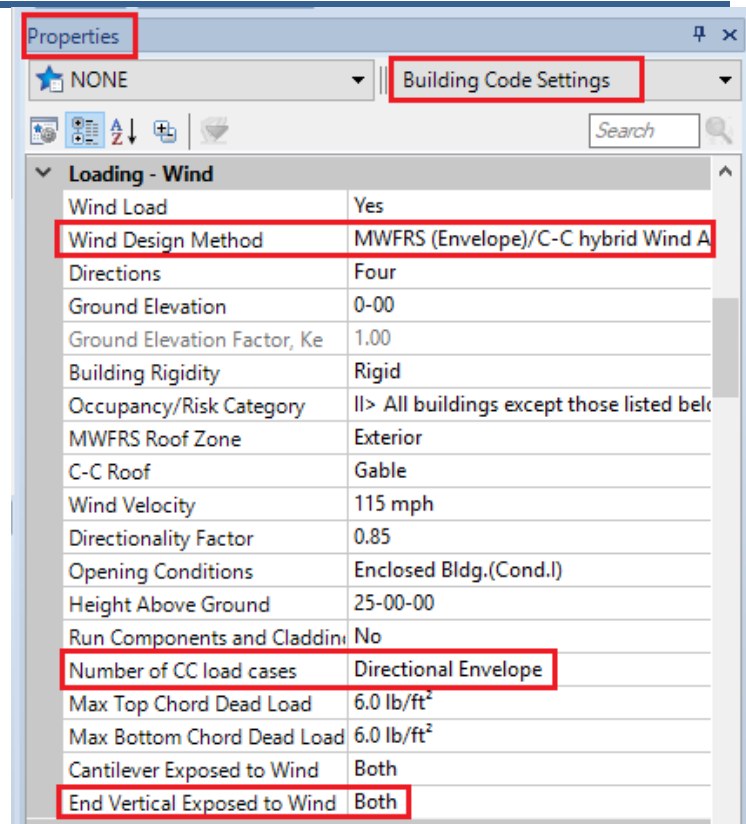 Properties
NONE Building Code Settings
Search
Loading - Wind
Wind Load Yes
Wind Design Method MWFRS (Envelope)/C-C hybrid Wind A
Directions Four
Ground Elevation 0-00
Ground Elevation Factor, Ke 1.00
Building Rigidity Rigid
Occupancy/Risk Category II> All buildings except those listed belo
MWFRS Roof Zone Exterior
C-C Roof Gable
Wind Velocity 115 mph
Directionality Factor 0.85
Opening Conditions Enclosed Bldg.(Cond.I)
Height Above Ground 25-00-00
Run Components and Cladding No
Number of CC load cases Directional Envelope
Max Top Chord Dead Load 6.0 lb/ft²
Max Bottom Chord Dead Load 6.0 lb/ft²
Cantilever Exposed to Wind Both
End Vertical Exposed to Wind Both